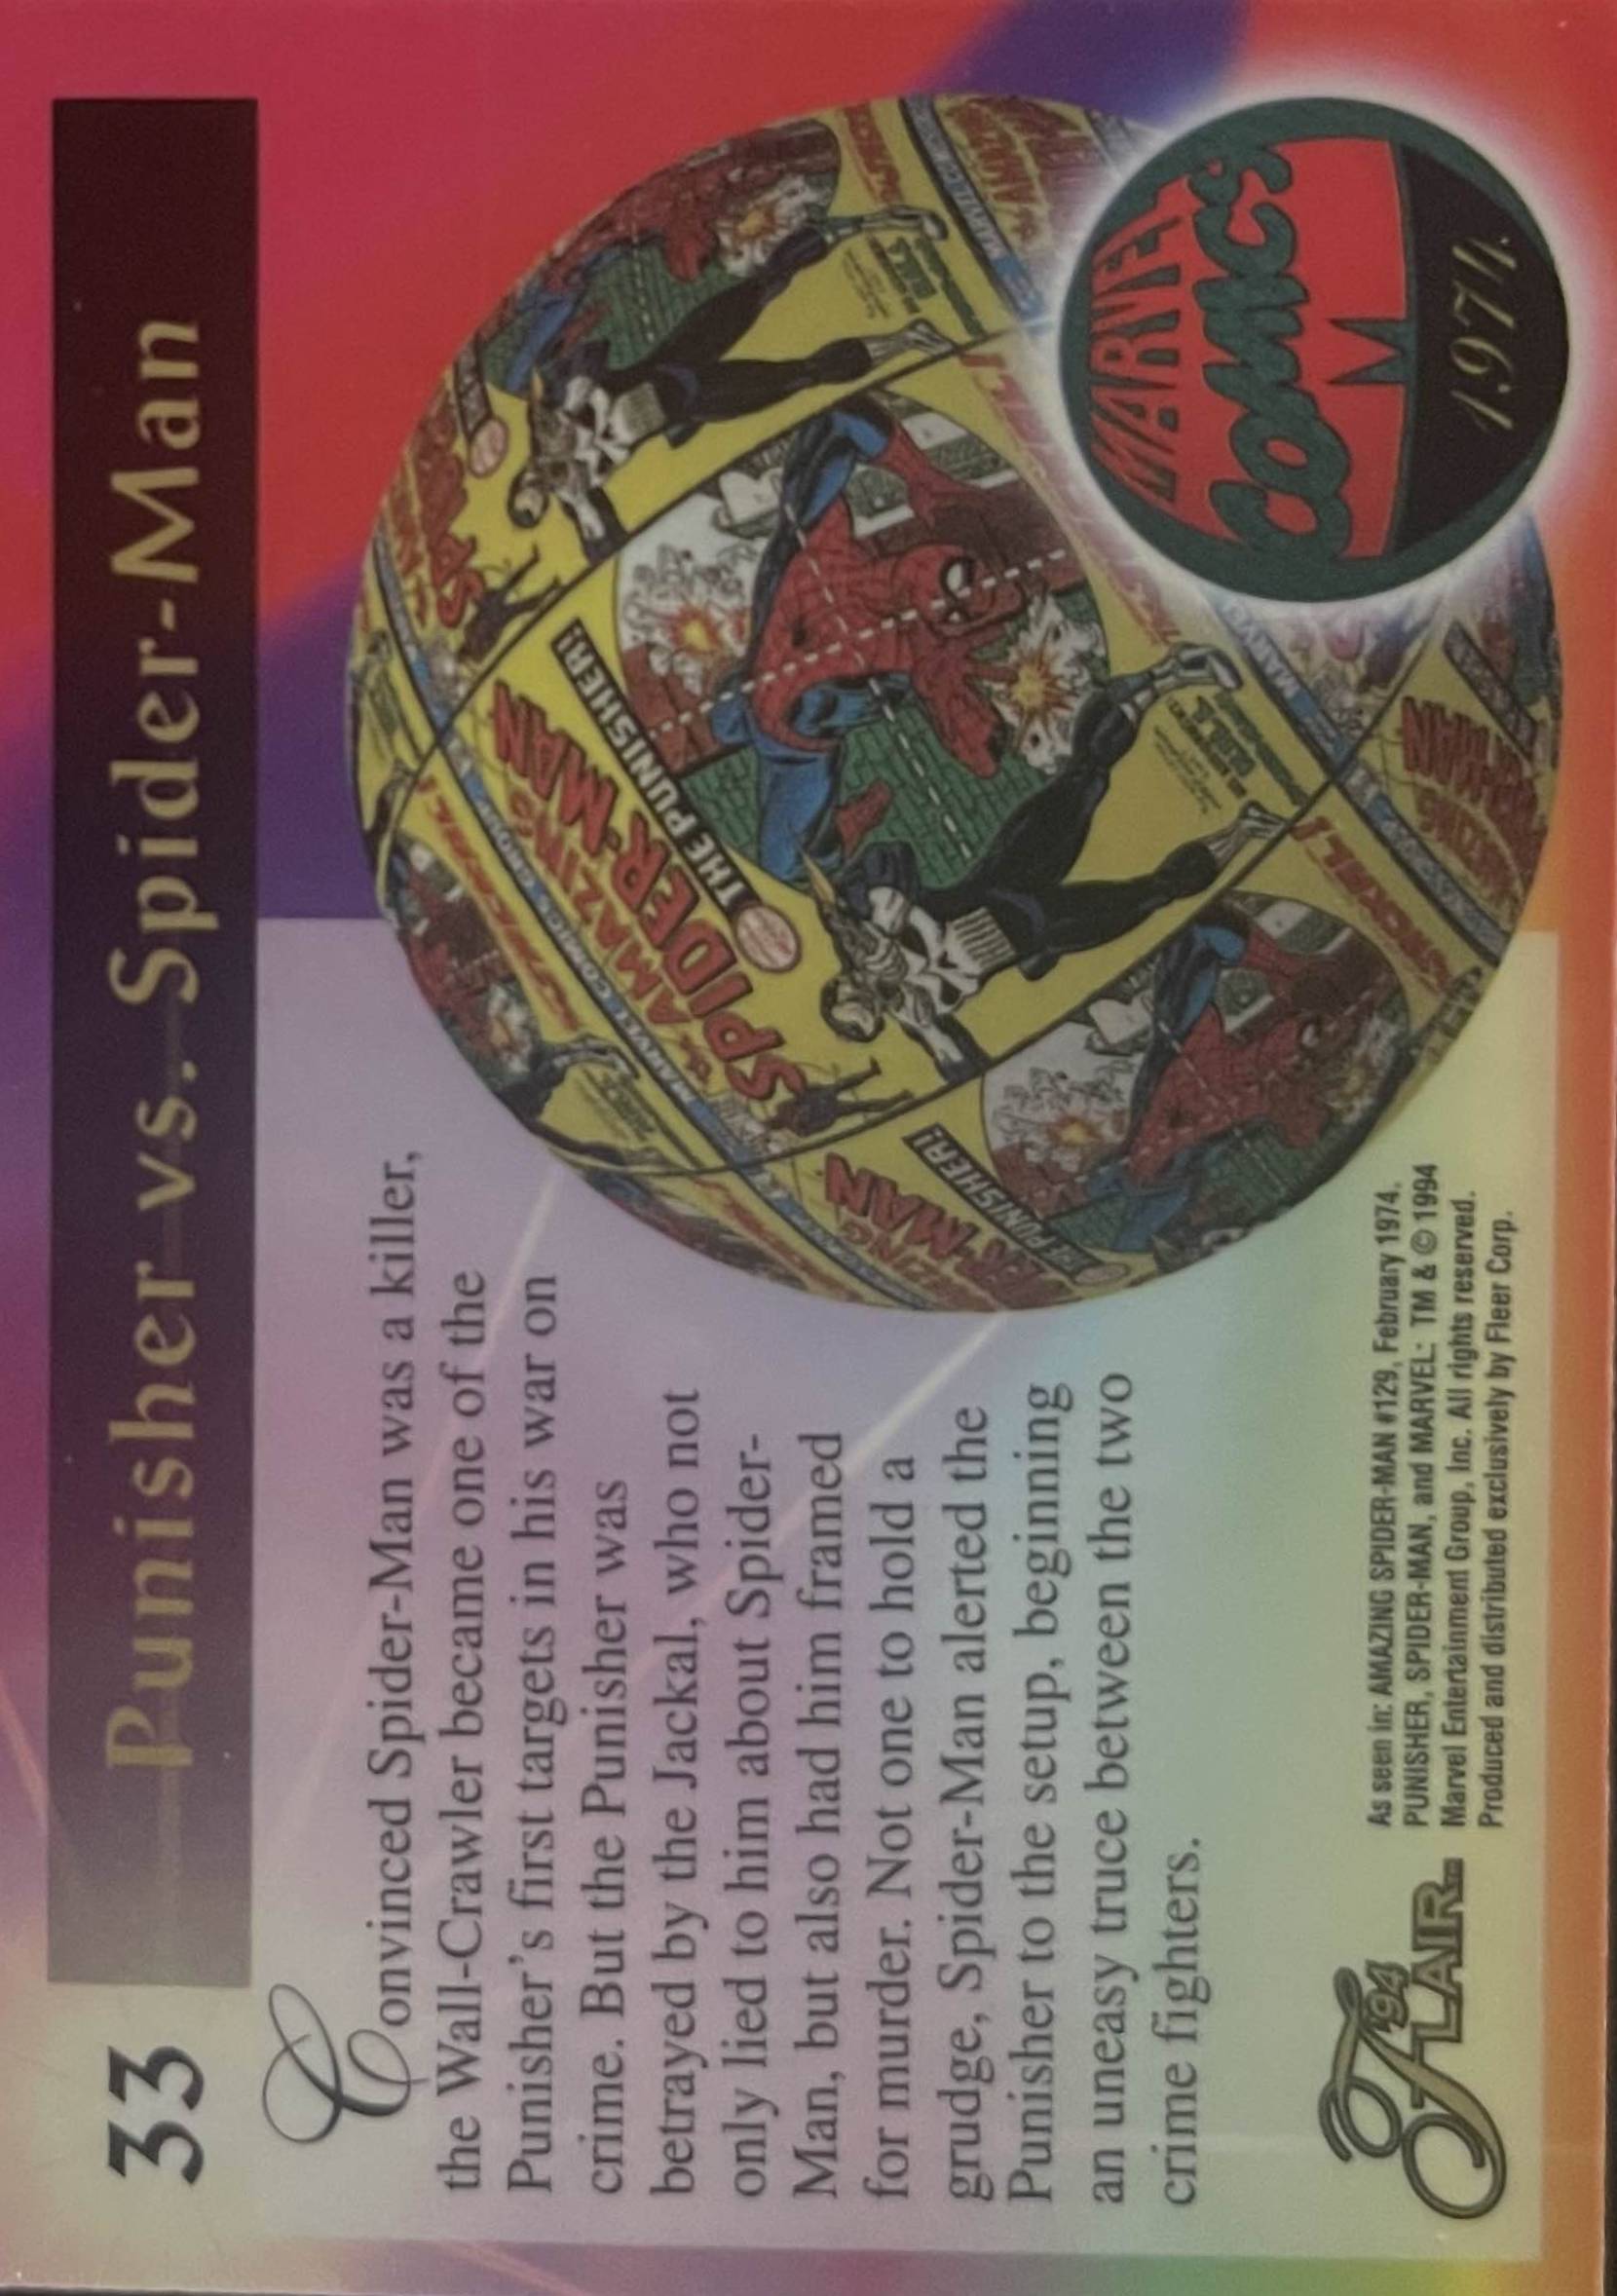 33
Punisher vs. Spider-Man
Convinced Spider-Man was a killer,
the Wall-Crawler became one of the
Punisher's first targets in his war on
crime. But the Punisher was
betrayed by the Jackal, who not
only lied to him about Spider-
Man, but also had him framed
for murder. Not one to hold a
grudge, Spider-Man alerted the
Punisher to the setup, beginning
an uneasy truce between the two
crime fighters.
MARVEL COMICS GROUP
the AMAZING
SPIDER-MAN
THE PUNISHER!
MARVEL
COMICS
M
1974
'94
FLAIR
As seen in: AMAZING SPIDER-MAN #129, February 1974.
PUNISHER, SPIDER-MAN, and MARVEL: TM & © 1994
Marvel Entertainment Group, Inc. All rights reserved.
Produced and distributed exclusively by Fleer Corp.